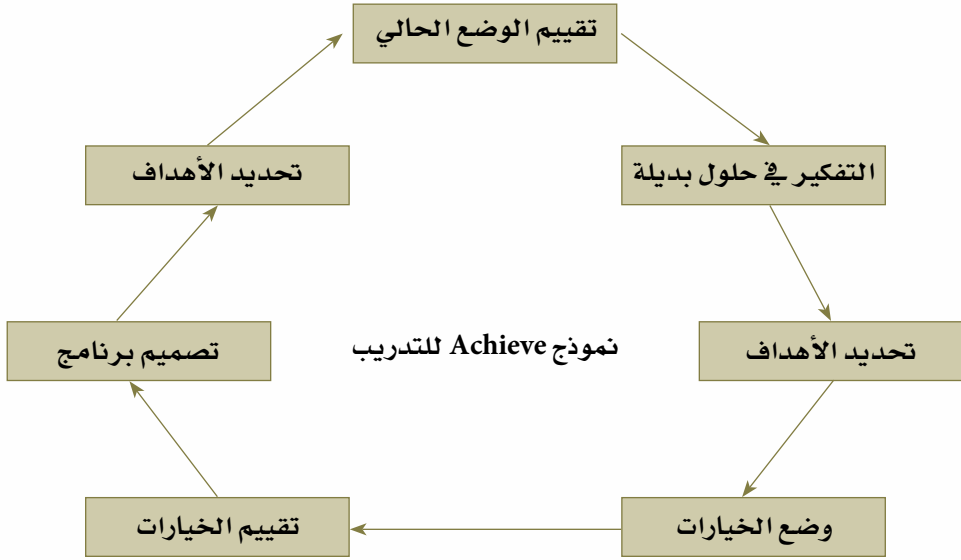 تقييم الوضع الحالي
التفكير في حلول بديلة
تحديد الأهداف
وضع الخيارات
تقييم الخيارات
تصميم برنامج
تحديد الأهداف
نموذج Achieve للتدريب